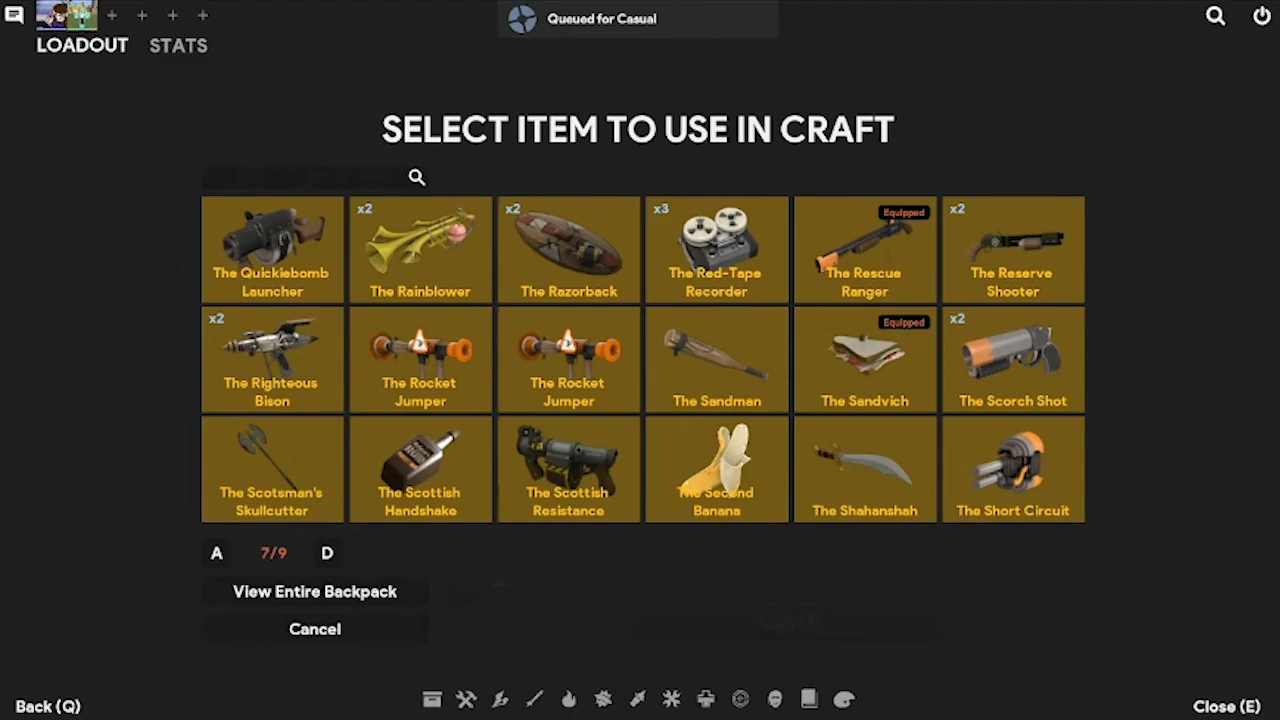 Queued for Casual
LOADOUT STATS
SELECT ITEM TO USE IN CRAFT
The Quickiebomb
Launcher
x2
The Rainblower
x2
The Razorback
x3
The Red-Tape
Recorder
Equipped
The Rescue
Ranger
x2
The Reserve
Shooter
x2
The Righteous
Bison
The Rocket
Jumper
The Rocket
Jumper
The Sandman
Equipped
The Sandvich
x2
The Scorch Shot
The Scotsman's
Skullcutter
The Scottish
Handshake
The Scottish
Resistance
The Second
Banana
The Shahanshah
The Short Circuit
A 7/9 D
View Entire Backpack
Cancel
Back (Q)
Close (E)